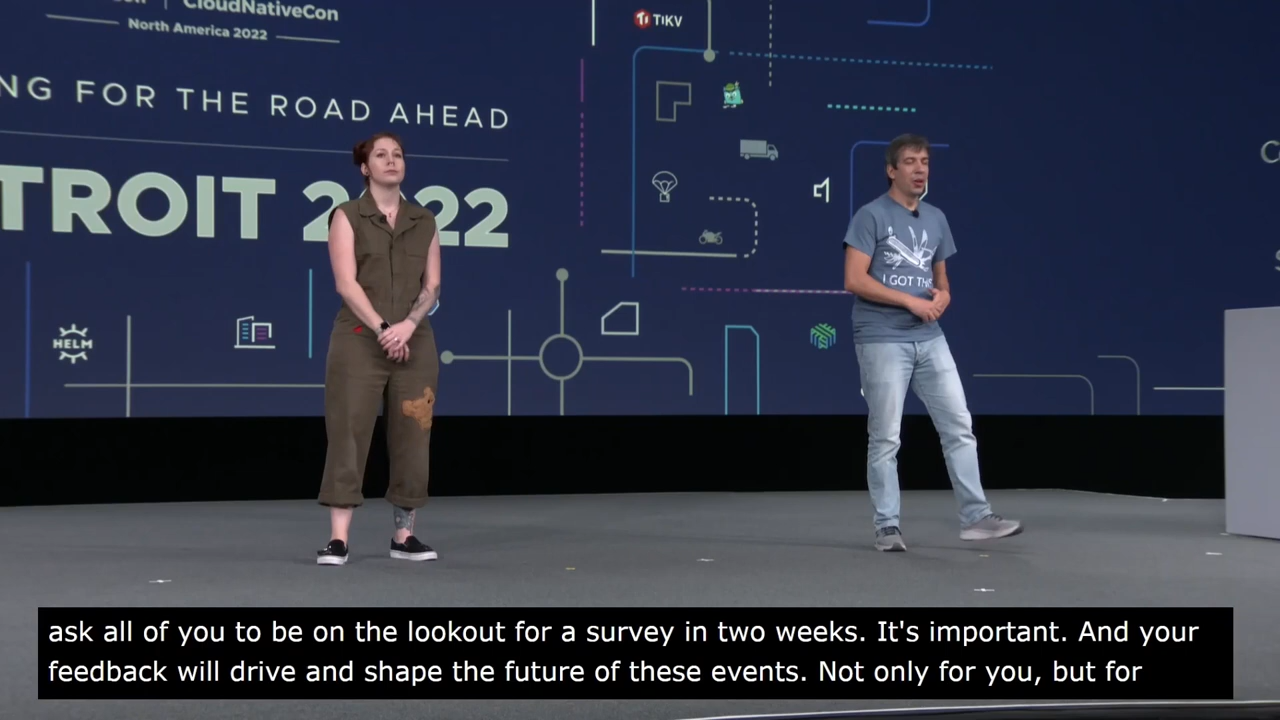 CloudNativeCon
North America 2022
NG FOR THE ROAD AHEAD
TROIT 2022
TiKV
HELM
I GOT THIS
ask all of you to be on the lookout for a survey in two weeks. It's important. And your
feedback will drive and shape the future of these events. Not only for you, but for